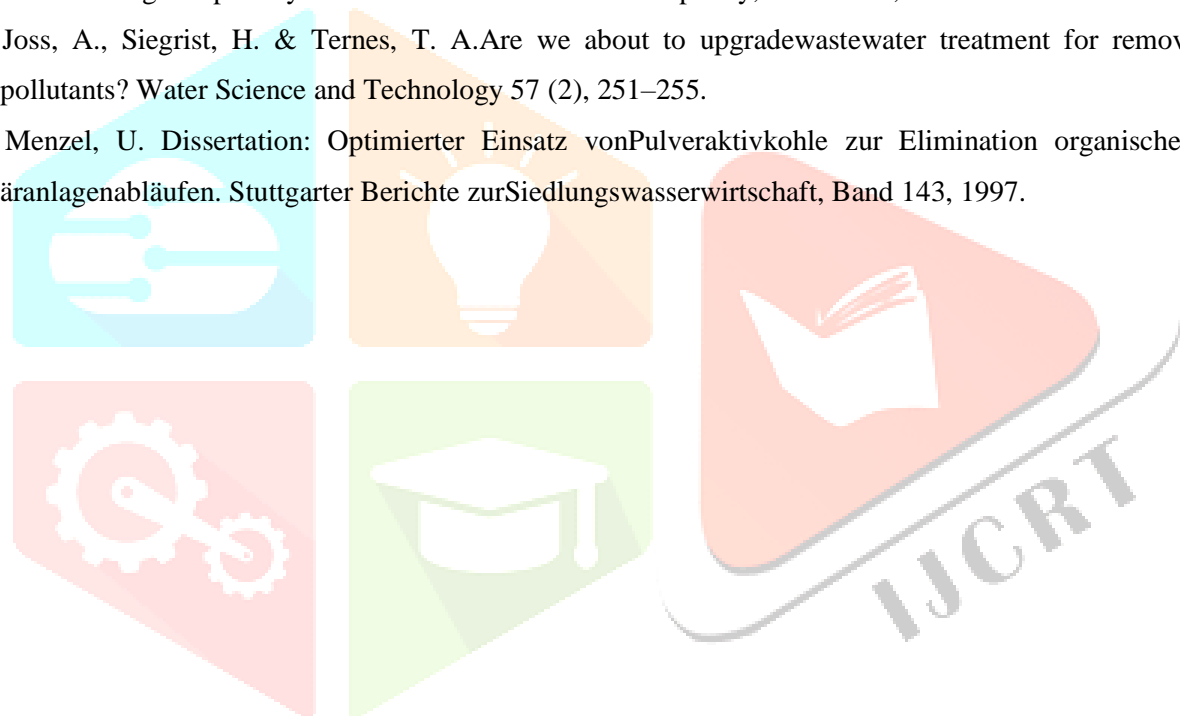 Joss, A., Siegrist, H. & Ternes, T. A.Are we about to upgradewastewater treatment for remov
pollutants? Water Science and Technology 57 (2), 251–255.
Menzel, U. Dissertation: Optimierter Einsatz vonPulveraktivkohle zur Elimination organische
äranlagenabläufen. Stuttgarter Berichte zurSiedlungswasserwirtschaft, Band 143, 1997.
IJCRT